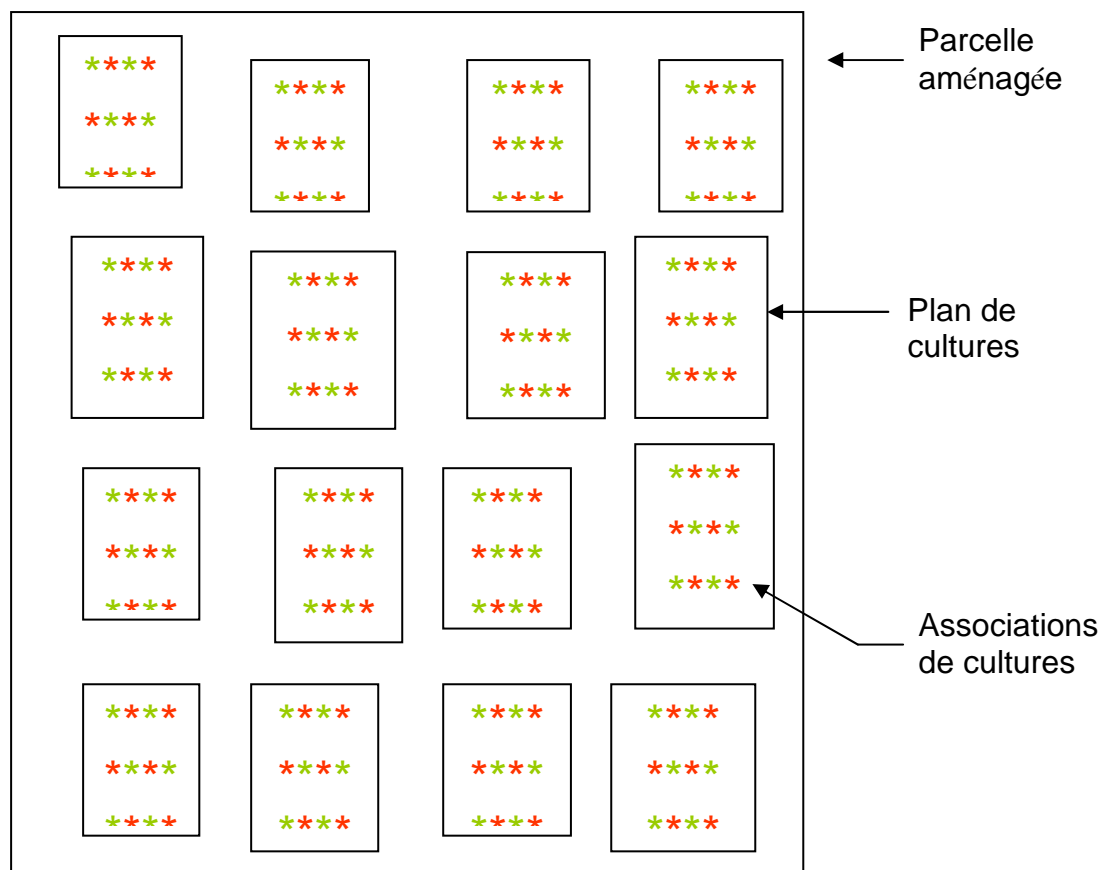 Parcelle
aménagée
Plan de
cultures
Associations
de cultures